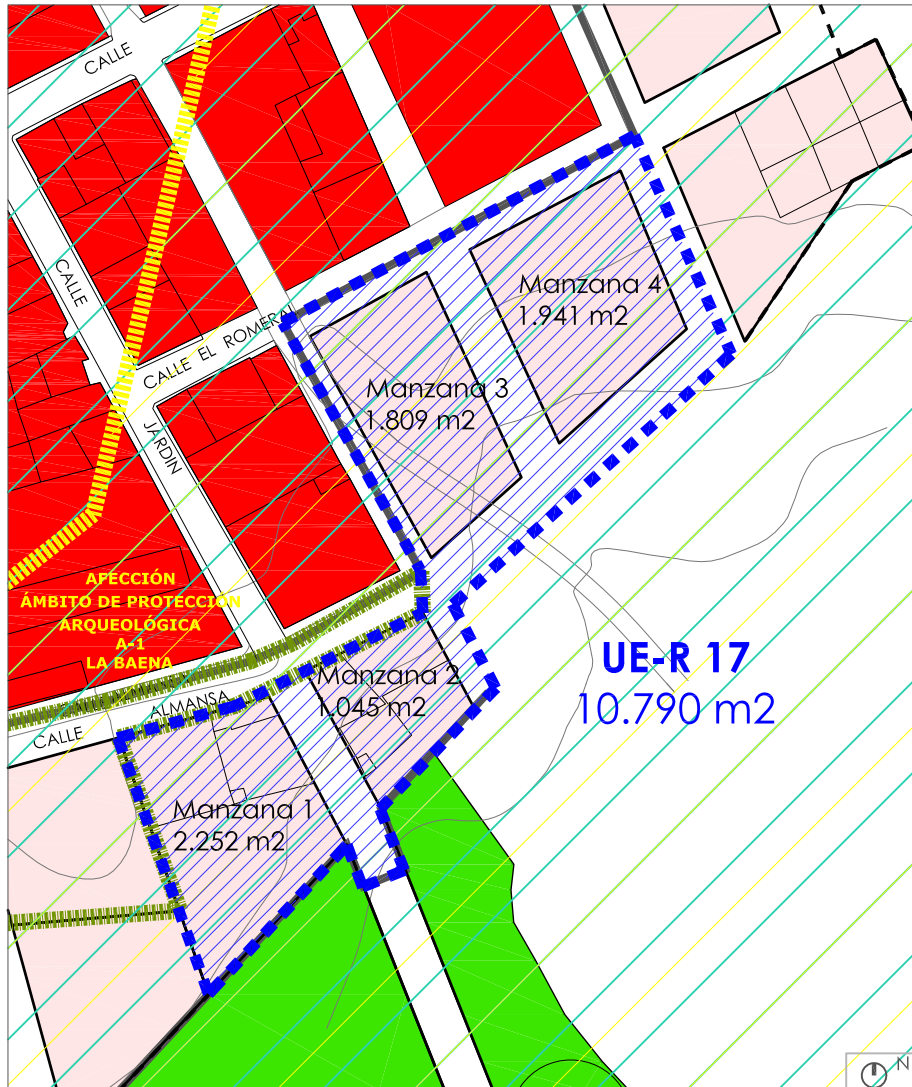 CALLE
CALLE
CALLE EL ROMERAL
JARDIN
Manzana 4
1.941 m2
Manzana 3
1.809 m2
AFECCIÓN
ÁMBITO DE PROTECCIÓN
ARQUEOLÓGICA
A-1
LA BAENA
UE-R 17
10.790 m2
Manzana 2
1.045 m2
CALLE
ALMANSA
Manzana 1
2.252 m2
N